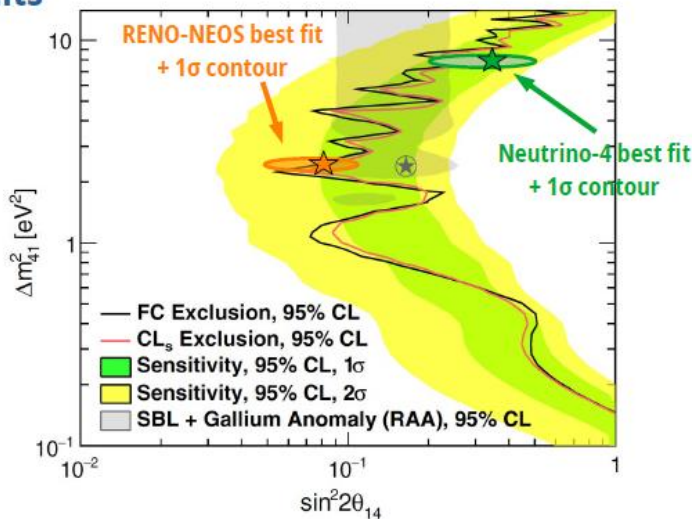 RENO-NEOS best fit
+ 1σ contour
Neutrino-4 best fit
+ 1σ contour
Δm²₄₁ [eV²]
10
1
10⁻¹
FC Exclusion, 95% CL
CLₛ Exclusion, 95% CL
Sensitivity, 95% CL, 1σ
Sensitivity, 95% CL, 2σ
SBL + Gallium Anomaly (RAA), 95% CL
10⁻² 10⁻¹ 1
sin²2θ₁₄